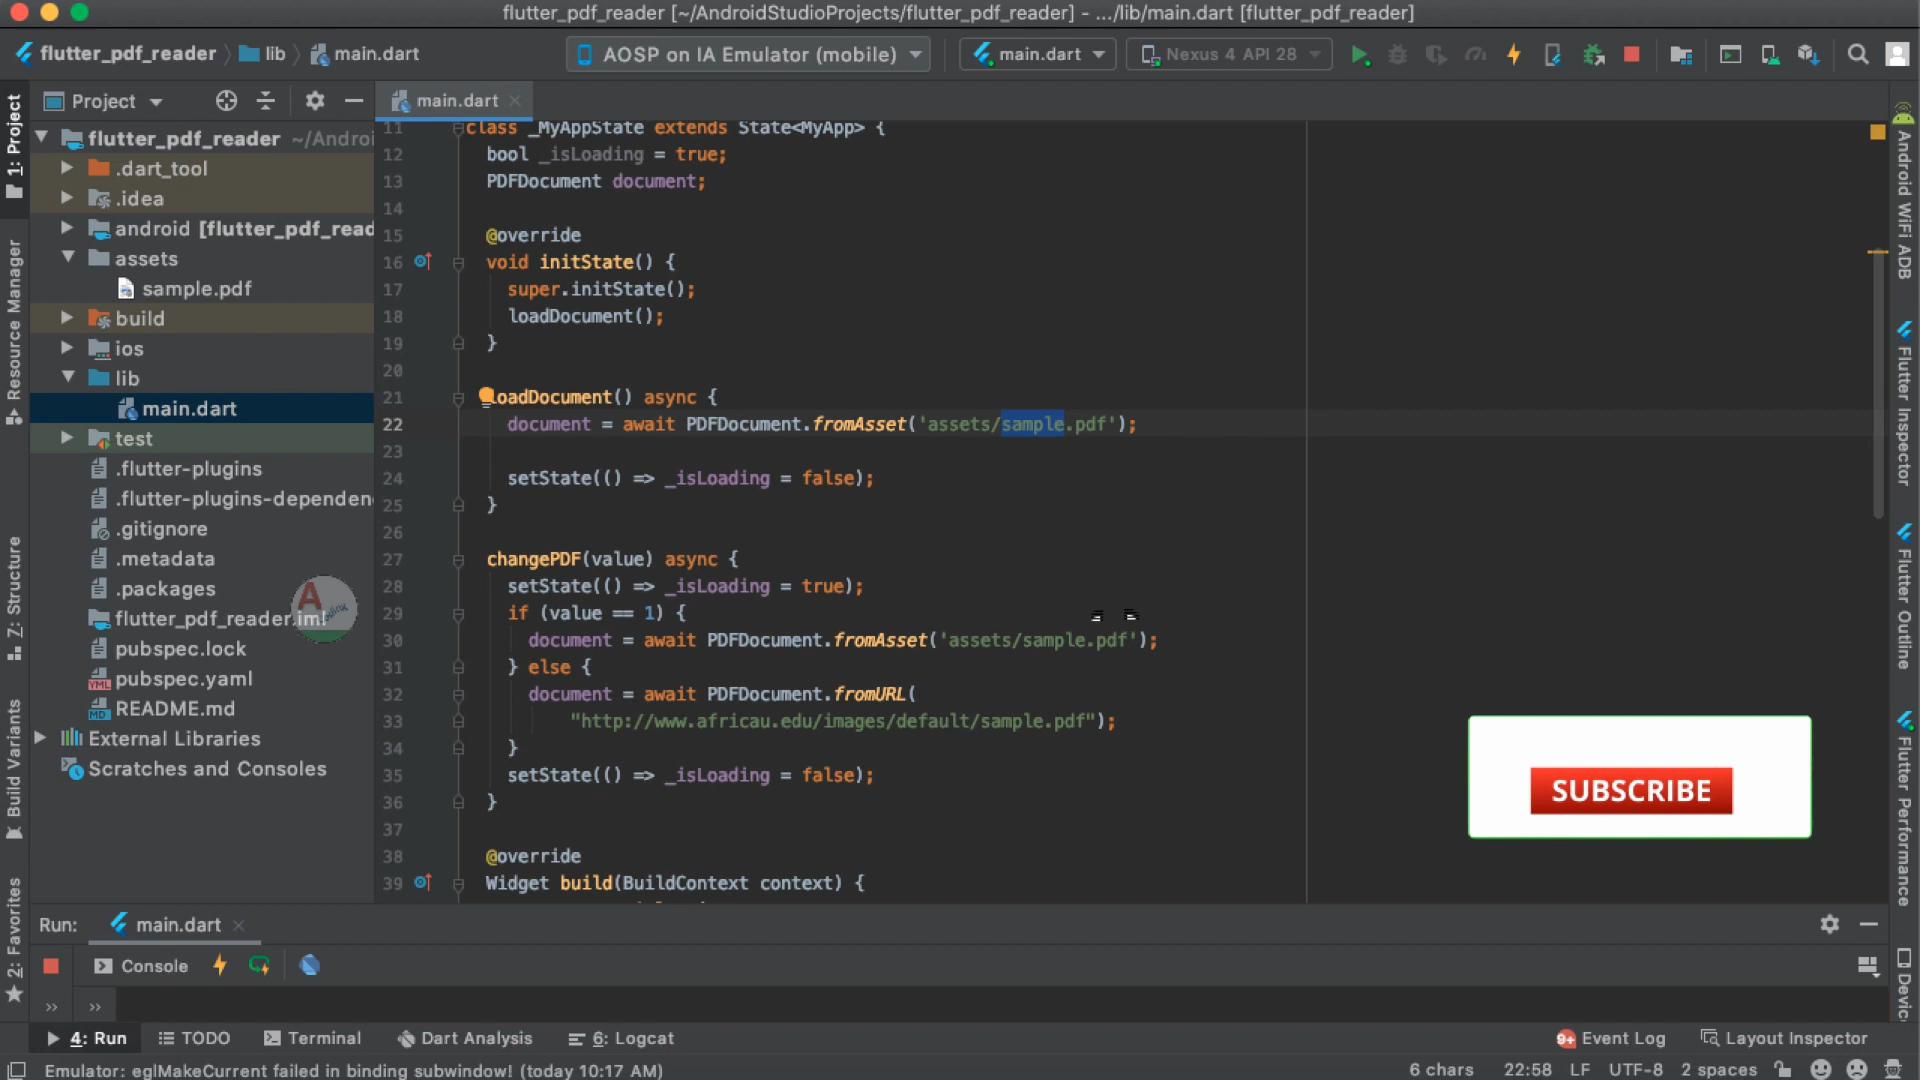 flutter_pdf_reader [~/AndroidStudioProjects/flutter_pdf_reader] - .../lib/main.dart [flutter_pdf_reader]
flutter_pdf_reader lib main.dart AOSP on IA Emulator (mobile) main.dart Nexus 4 API 28
Project main.dart
1: Project
Resource Manager
7: Structure
Build Variants
2: Favorites
flutter_pdf_reader ~/Androi
.dart_tool
.idea
android [flutter_pdf_read
assets
sample.pdf
build
ios
lib
main.dart
test
.flutter-plugins
.flutter-plugins-dependen
.gitignore
.metadata
.packages
flutter_pdf_reader.iml
pubspec.lock
pubspec.yaml
README.md
External Libraries
Scratches and Consoles
11 class _MyAppState extends State<MyApp> {
12 bool _isLoading = true;
13 PDFDocument document;
14
15 @override
16 void initState() {
17 super.initState();
18 loadDocument();
19 }
20
21 loadDocument() async {
22 document = await PDFDocument.fromAsset('assets/sample.pdf');
23
24 setState(() => _isLoading = false);
25 }
26
27 changePDF(value) async {
28 setState(() => _isLoading = true);
29 if (value == 1) {
30 document = await PDFDocument.fromAsset('assets/sample.pdf');
31 } else {
32 document = await PDFDocument.fromURL(
33 "http://www.africau.edu/images/default/sample.pdf");
34 }
35 setState(() => _isLoading = false);
36 }
37
38 @override
39 Widget build(BuildContext context) {
SUBSCRIBE
Android WiFi ADB
Flutter Inspector
Flutter Outline
Flutter Performance
Run: main.dart
Console
4: Run TODO Terminal Dart Analysis 6: Logcat 9+ Event Log Layout Inspector
Emulator: eglMakeCurrent failed in binding subwindow! (today 10:17 AM) 6 chars 22:58 LF UTF-8 2 spaces